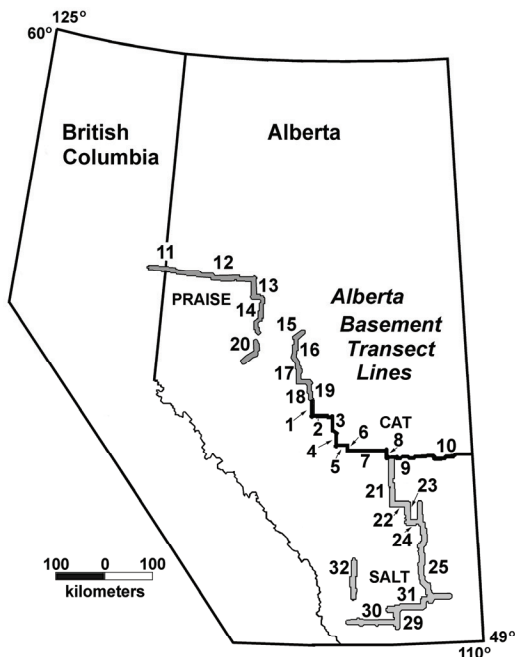 125°
60°
British
Columbia
Alberta
11
12
13
PRAISE
14
Alberta
Basement
Transect
Lines
15
16
20
17
18
19
1
2
3
CAT
4
5
6
7
8
9
10
21
23
22
24
32
SALT
25
31
30
29
100 0 100
kilometers
49°
110°